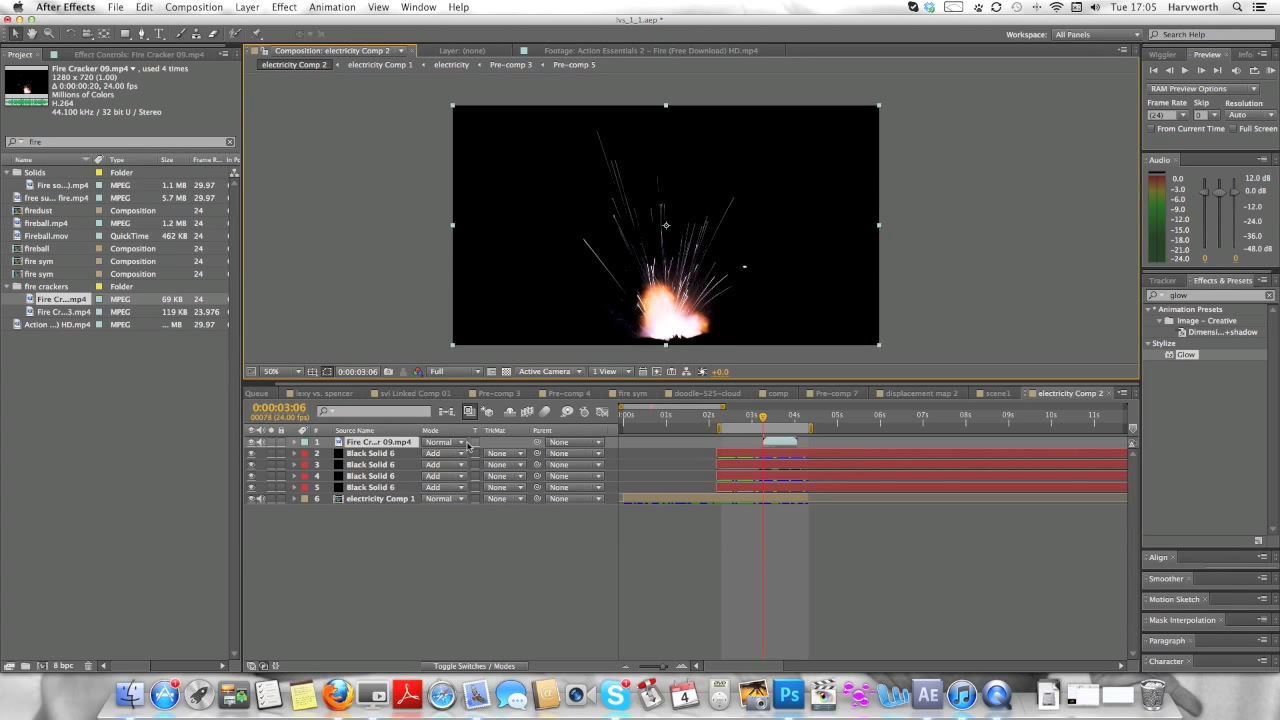 After Effects File Edit Composition Layer Effect Animation View Window Help Tue 17:05 Harworth
lvs_1_1.aep *
Workspace: All Panels Search Help
Project Effect Controls: Fire Cracker 09.mp4 Composition: electricity Comp 2 Layer: (none) Footage: Action Essentials 2 – Fire (Free Download) HD.mp4 Wiggler Preview Info
electricity Comp 2 electricity Comp 1 electricity Pre-comp 3 Pre-comp 5
Fire Cracker 09.mp4 , used 4 times
1280 x 720 (1.00)
Δ 0:00:00:20, 24.00 fps
Millions of Colors
H.264
44.100 kHz / 32 bit U / Stereo
fire
Name Type Size Frame R... In Po
Solids Folder
Fire so...).mp4 MPEG 1.1 MB 29.97
free su... fire.mp4 MPEG 5.7 MB 29.97
firedust Composition 24
fireball.mp4 MPEG 1.2 MB 29.97
Fireball.mov QuickTime 462 KB 24
fireball Composition 24
fire sym Composition 24
fire sym Composition 24
fire crackers Folder
Fire Cr....mp4 MPEG 69 KB 24
Fire Cr...3.mp4 MPEG 119 KB 23.976
Action ...) HD.mp4 MPEG ... MB 29.97
RAM Preview Options
Frame Rate Skip Resolution
(24) 0 Auto
From Current Time Full Screen
Audio
0.0 12.0 dB
-3.0 6.0
-6.0 0.0 dB
-9.0 -12.0
-12.0 -24.0
-15.0 -36.0
-18.0 -48.0 dB
-21.0
-24.0 0 0
Tracker Effects & Presets
glow
* Animation Presets
Image – Creative
Dimensi...+shadow
Stylize
Glow
50% 0:00:03:06 Full Active Camera 1 View +0.0
Queue lexy vs. spencer svl Linked Comp 01 Pre-comp 3 Pre-comp 4 fire sym doodle-525-cloud comp Pre-comp 7 displacement map 2 scene1 electricity Comp 2
0:00:03:06
00078 (24.00 fps)
:00s 01s 02s 03s 04s 05s 06s 07s 08s 09s 10s 11s
# Source Name Mode T TrkMat Parent
1 Fire Cr...r 09.mp4 Normal None
2 Black Solid 6 Add None None
3 Black Solid 6 Add None None
4 Black Solid 6 Add None None
5 Black Solid 6 Add None None
6 electricity Comp 1 Normal None None
Align
Smoother
Motion Sketch
Mask Interpolation
Paragraph
Character
8 bpc Toggle Switches / Modes